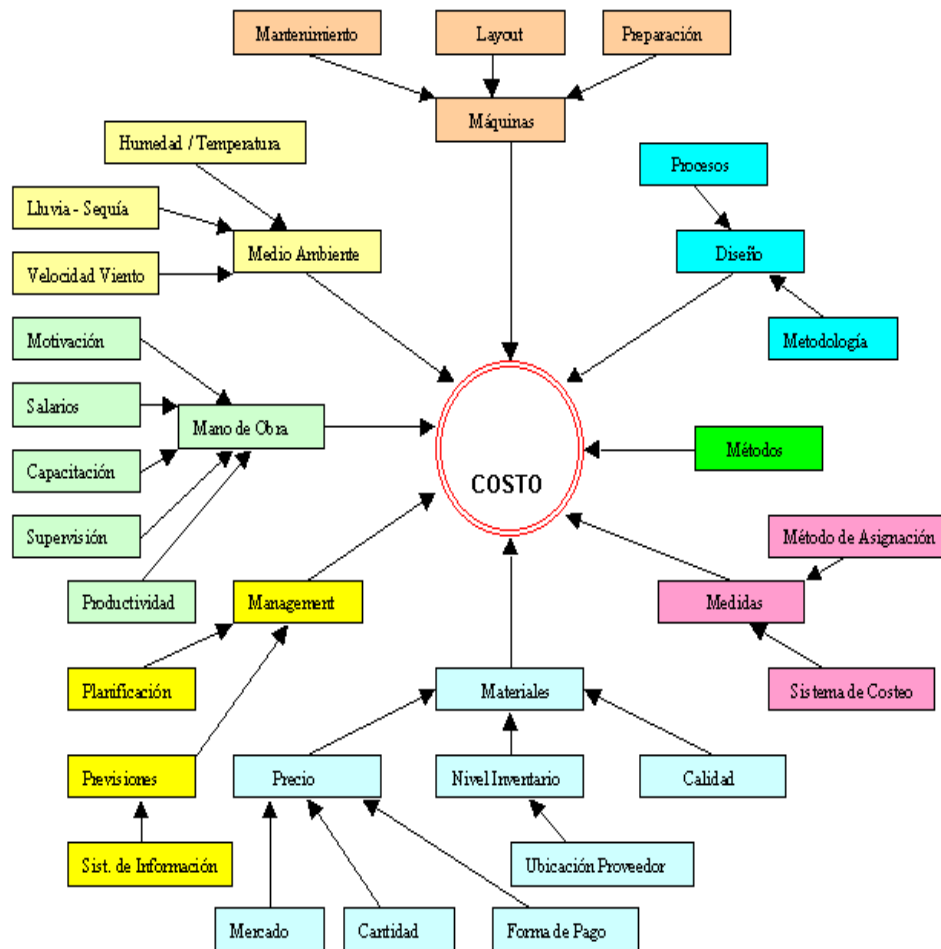 Mantenimiento
Layout
Preparación
Máquinas
Humedad / Temperatura
Procesos
Lluvia - Sequía
Medio Ambiente
Diseño
Velocidad Viento
Motivación
Metodología
Salarios
Mano de Obra
Métodos
Capacitación
COSTO
Supervisión
Método de Asignación
Productividad
Management
Medidas
Planificación
Materiales
Sistema de Costeo
Previsiones
Precio
Nivel Inventario
Calidad
Sist. de Información
Ubicación Proveedor
Mercado
Cantidad
Forma de Pago